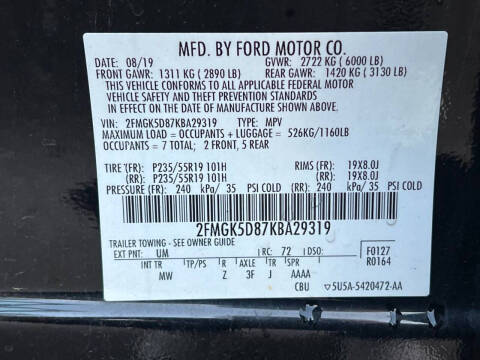 MFD. BY FORD MOTOR CO.
DATE: 08/19 GVWR: 2722 KG (6000 LB)
FRONT GAWR: 1311 KG (2890 LB) REAR GAWR: 1420 KG (3130 LB)
THIS VEHICLE CONFORMS TO ALL APPLICABLE FEDERAL MOTOR
VEHICLE SAFETY AND THEFT PREVENTION STANDARDS
IN EFFECT ON THE DATE OF MANUFACTURE SHOWN ABOVE.
VIN: 2FMGK5D87KBA29319 TYPE: MPV
MAXIMUM LOAD = OCCUPANTS + LUGGAGE = 526KG/1160LB
OCCUPANTS = 7 TOTAL; 2 FRONT, 5 REAR
TIRE (FR): P235/55R19 101H RIMS (FR): 19X8.0J
(RR): P235/55R19 101H (RR): 19X8.0J
PRESSURE (FR): 240 kPa/ 35 PSI COLD (RR): 240 kPa/ 35 PSI COLD
2FMGK5D87KBA29319
TRAILER TOWING - SEE OWNER GUIDE
EXT PNT: UM RC: 72 DSO: F0127
R0164
INT TR TP/PS R AXLE TR SPR
MW Z 3F J AAAA
CBU ▽5U5A-5420472-AA